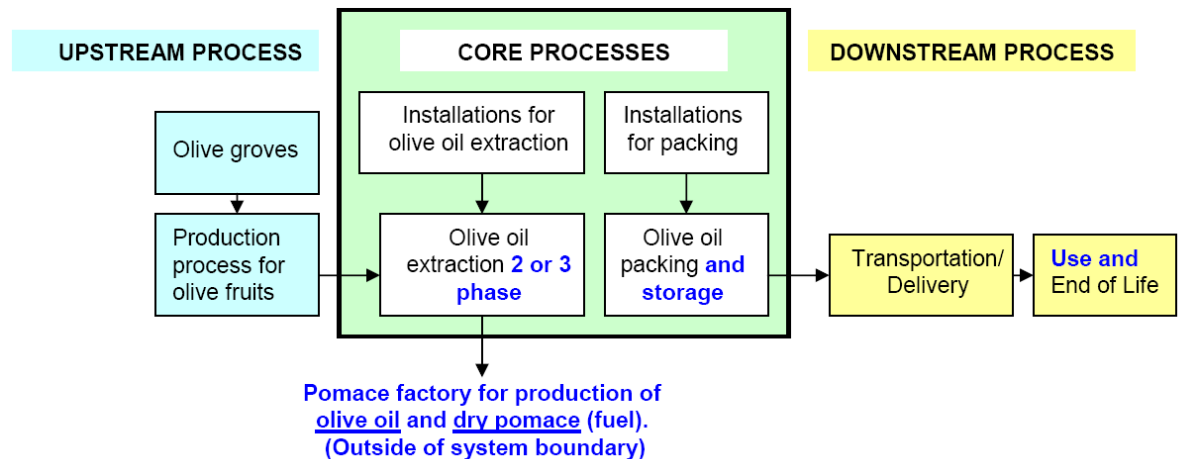 UPSTREAM PROCESS
CORE PROCESSES
DOWNSTREAM PROCESS
Olive groves
Production
process for
olive fruits
Installations for
olive oil extraction
Olive oil
extraction 2 or 3
phase
Installations
for packing
Olive oil
packing and
storage
Transportation/
Delivery
Use and
End of Life
Pomace factory for production of
olive oil and dry pomace (fuel).
(Outside of system boundary)